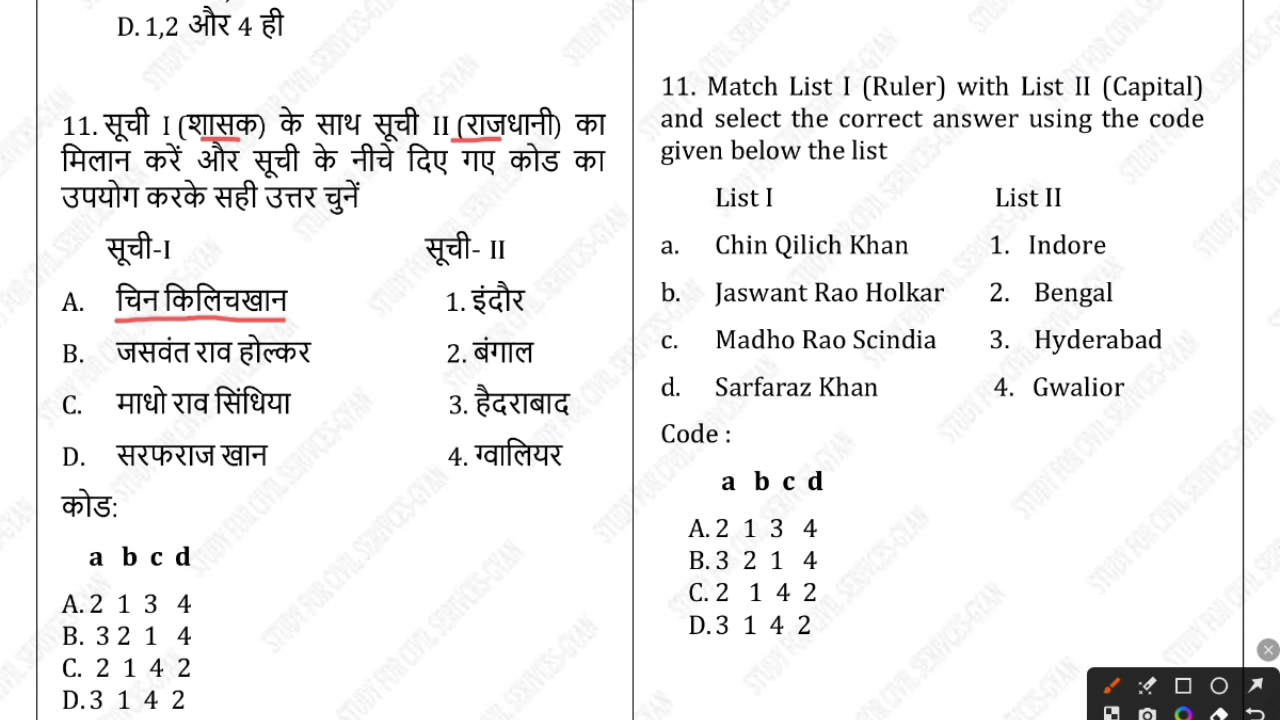 D. 1,2 और 4 ही
11. सूची I (शासक) के साथ सूची II (राजधानी) का
मिलान करें और सूची के नीचे दिए गए कोड का
उपयोग करके सही उत्तर चुनें
सूची-I सूची- II
A. चिन किलिचखान 1. इंदौर
B. जसवंत राव होल्कर 2. बंगाल
C. माधो राव सिंधिया 3. हैदराबाद
D. सरफराज खान 4. ग्वालियर
कोड:
a b c d
A. 2 1 3 4
B. 3 2 1 4
C. 2 1 4 2
D. 3 1 4 2
11. Match List I (Ruler) with List II (Capital)
and select the correct answer using the code
given below the list
List I List II
a. Chin Qilich Khan 1. Indore
b. Jaswant Rao Holkar 2. Bengal
c. Madho Rao Scindia 3. Hyderabad
d. Sarfaraz Khan 4. Gwalior
Code :
a b c d
A. 2 1 3 4
B. 3 2 1 4
C. 2 1 4 2
D. 3 1 4 2
STUDY FOR CIVIL SERVICES-GYAN